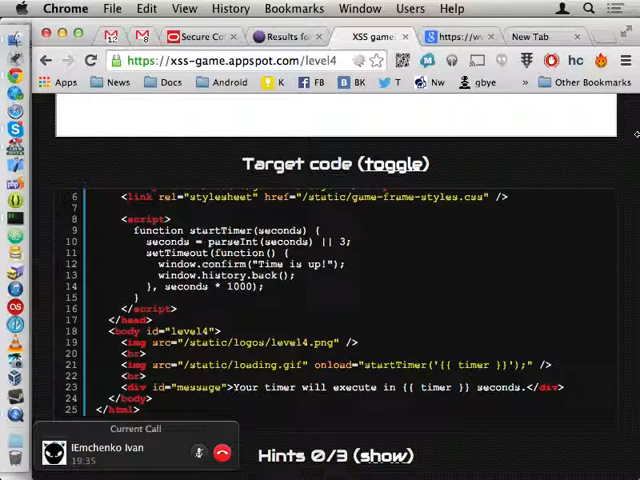 Chrome File Edit View History Bookmarks Window Users Help
12 8 Secure Co Results for XSS game: https://ww New Tab
https://xss-game.appspot.com/level4
Apps News Docs Android K FB BK T Nw gbye Other Bookmarks
Target code (toggle)
6 <link rel="stylesheet" href="/static/game-frame-styles.css" />
7
8 <script>
9 function startTimer(seconds) {
10 seconds = parseInt(seconds) || 3;
11 setTimeout(function() {
12 window.confirm("Time is up!");
13 window.history.back();
14 }, seconds * 1000);
15 }
16 </script>
17 </head>
18 <body id="level4">
19 <img src="/static/logos/level4.png" />
20 <br>
21 <img src="/static/loading.gif" onload="startTimer('{{ timer }}');" />
22 <br>
23 <div id="message">Your timer will execute in {{ timer }} seconds.</div>
24 </body>
25 </html>
Current Call
IEmchenko Ivan
19:35
Hints 0/3 (show)